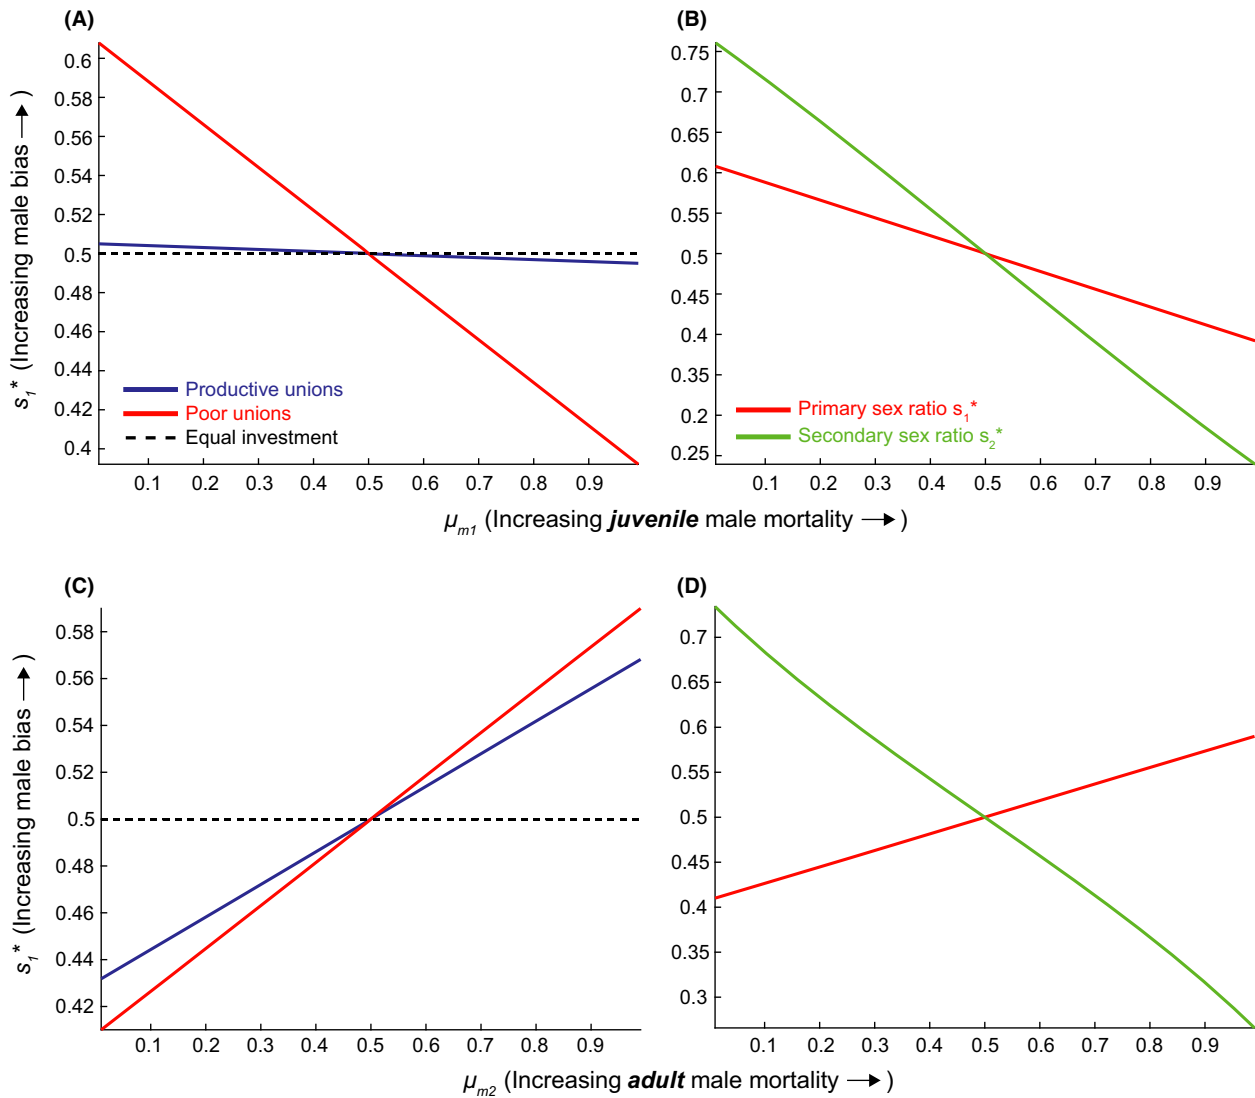 (A)
0.6
0.58
0.56
0.54
0.52
0.5
0.48
0.46
0.44
0.42
0.4
s₁* (Increasing male bias →)
Productive unions
Poor unions
Equal investment
0.1 0.2 0.3 0.4 0.5 0.6 0.7 0.8 0.9
(B)
0.75
0.7
0.65
0.6
0.55
0.5
0.45
0.4
0.35
0.2
0.25
Primary sex ratio s₁*
Secondary sex ratio s₂*
0.1 0.2 0.3 0.4 0.5 0.6 0.7 0.8 0.9
μₘ₁ (Increasing juvenile male mortality →)
(C)
0.58
0.56
0.54
0.52
0.5
0.48
0.46
0.44
0.42
s₁* (Increasing male bias →)
0.1 0.2 0.3 0.4 0.5 0.6 0.7 0.8 0.9
(D)
0.7
0.65
0.6
0.55
0.5
0.45
0.4
0.35
0.3
0.1 0.2 0.3 0.4 0.5 0.6 0.7 0.8 0.9
μₘ₂ (Increasing adult male mortality →)